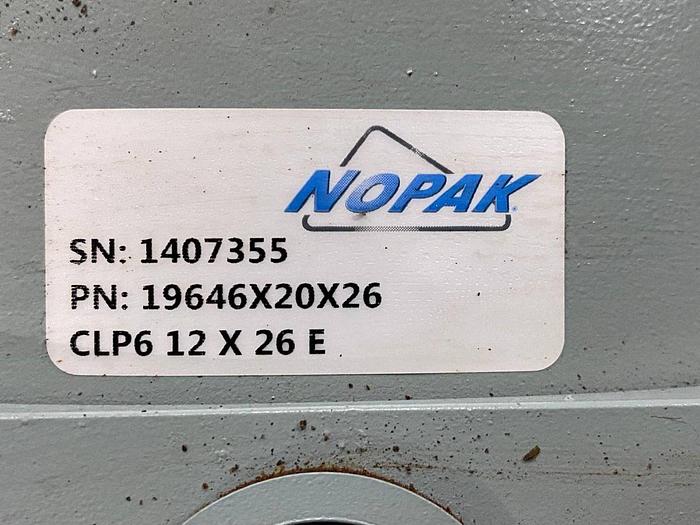 NOPAK
SN: 1407355
PN: 19646X20X26
CLP6 12 X 26 E